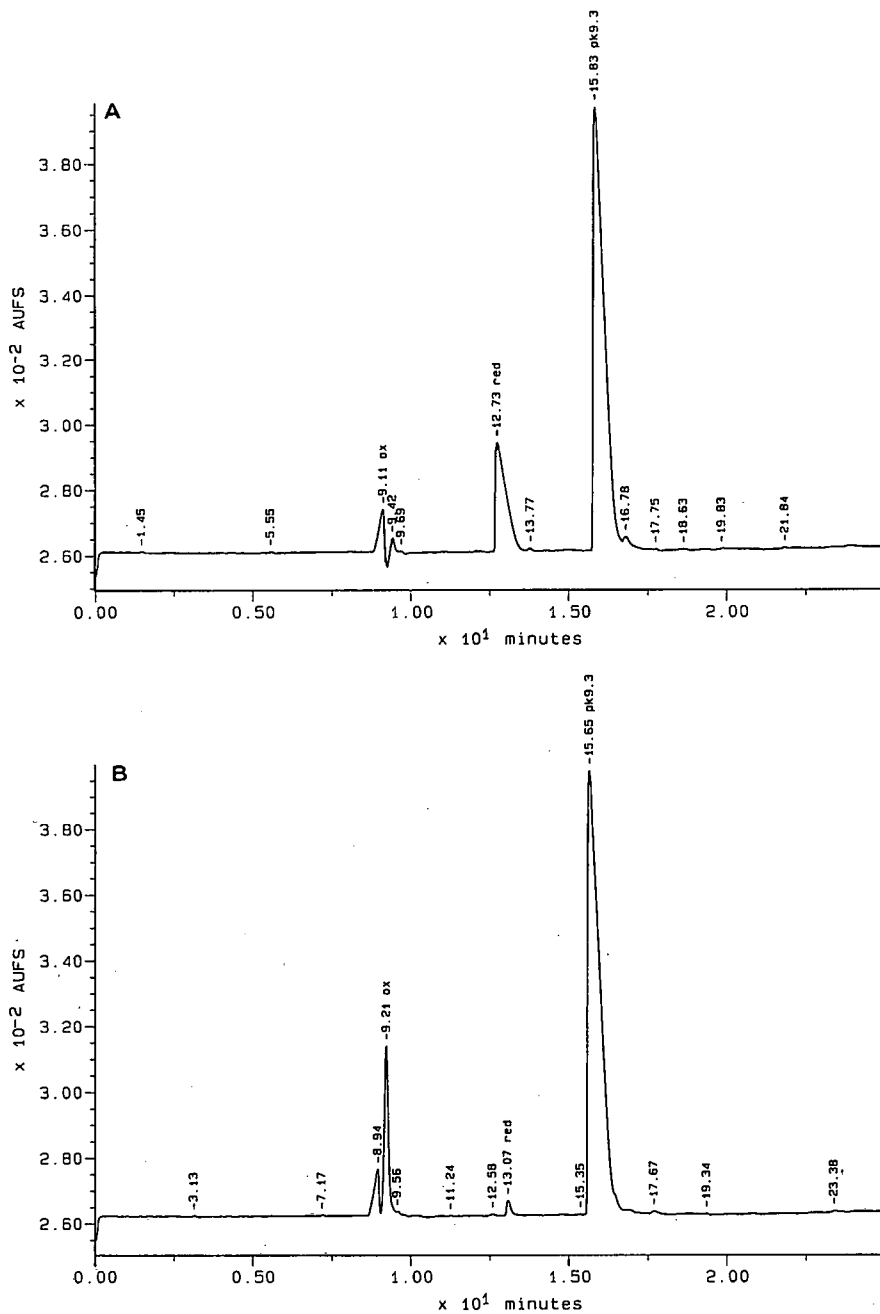 A
× 10⁻² AUFS
3.80
3.60
3.40
3.20
3.00
2.80
2.60
-1.45
-5.55
-9.11 ox
-9.42
-9.69
-12.73 red
-13.77
-15.83 pk9.3
-16.78
-17.75
-18.63
-19.83
-21.84
0.00 0.50 1.00 1.50 2.00
× 10¹ minutes
B
× 10⁻² AUFS
3.80
3.60
3.40
3.20
3.00
2.80
2.60
-3.13
-7.17
-8.94
-9.21 ox
-9.56
-11.24
-12.58
-13.07 red
-15.35
-15.65 pk9.3
-17.67
-19.34
-23.38
0.00 0.50 1.00 1.50 2.00
× 10¹ minutes